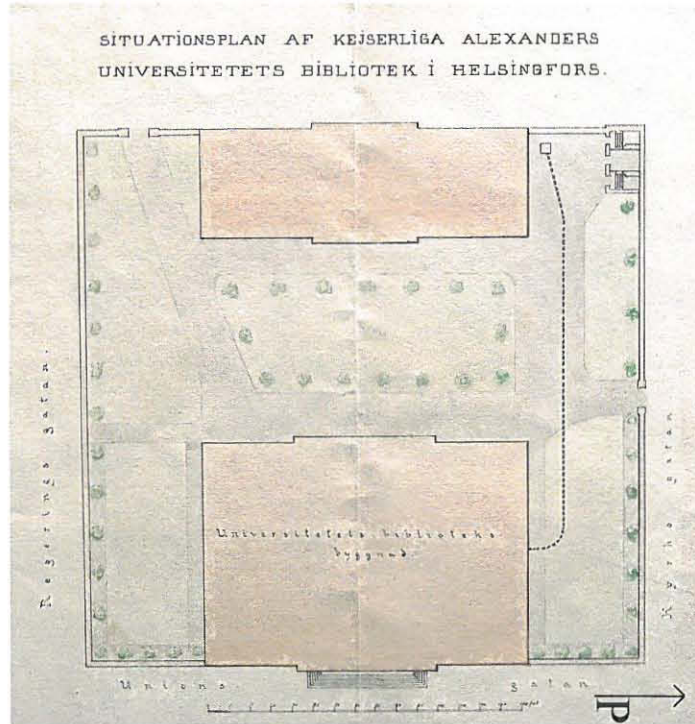 SITUATIONSPLAN AF KEJSERLIGA ALEXANDERS
UNIVERSITETETS BIBLIOTEK I HELSINGFORS.
Regerings gatan.
Universitetets biblioteks
byggnad.
Kyrko gatan
Unions gatan
P